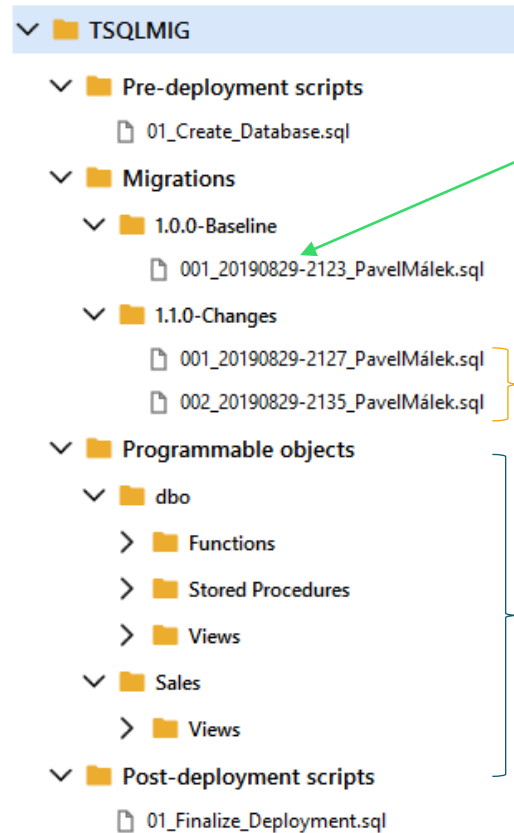 TSQLMIG
Pre-deployment scripts
01_Create_Database.sql
Migrations
1.0.0-Baseline
001_20190829-2123_PavelMálek.sql
1.1.0-Changes
001_20190829-2127_PavelMálek.sql
002_20190829-2135_PavelMálek.sql
Programmable objects
dbo
Functions
Stored Procedures
Views
Sales
Views
Post-deployment scripts
01_Finalize_Deployment.sql